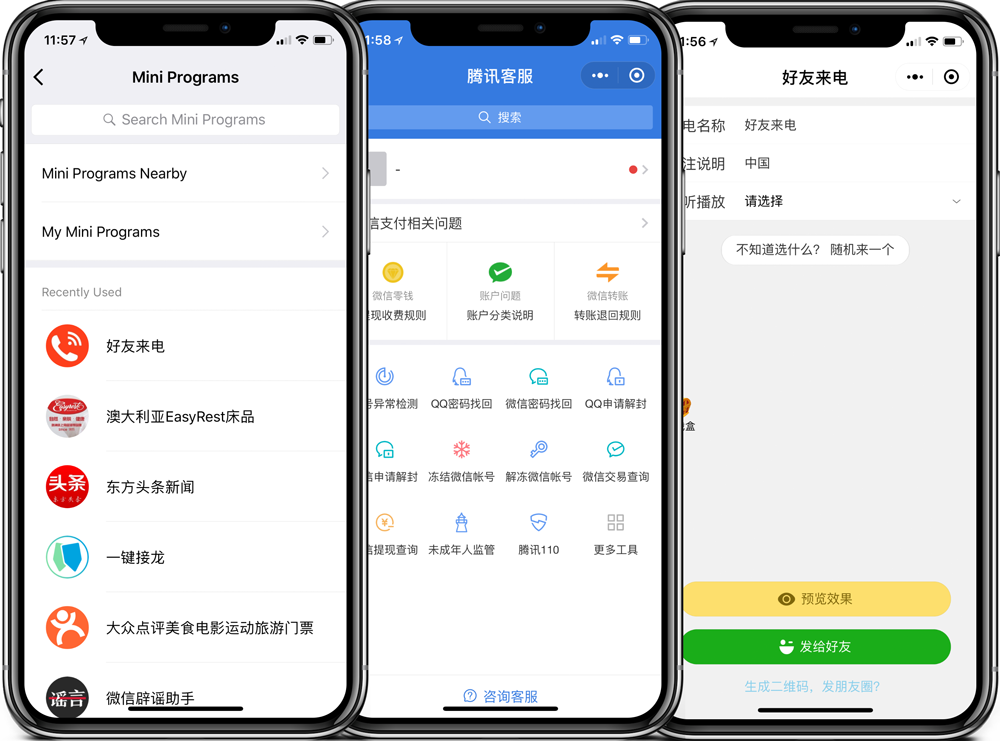 11:57
Mini Programs
Search Mini Programs
Mini Programs Nearby
My Mini Programs
Recently Used
好友来电
Easyrest
澳大利亚EasyRest床品
头条
东方头条
东方头条新闻
一键接龙
大众点评美食电影运动旅游门票
谣言
微信辟谣助手
1:58
腾讯客服
搜索
-
信支付相关问题
微信零钱
账户问题
微信转账
现收费规则
账户分类说明
转账退回规则
号异常检测
QQ密码找回
微信密码找回
QQ申请解封
信申请解封
冻结微信帐号
解冻微信帐号
微信交易查询
信提现查询
未成年人监管
腾讯110
更多工具
咨询客服
1:56
好友来电
电名称
好友来电
注说明
中国
听播放
请选择
不知道选什么? 随机来一个
盒
预览效果
发给好友
生成二维码，发朋友圈?